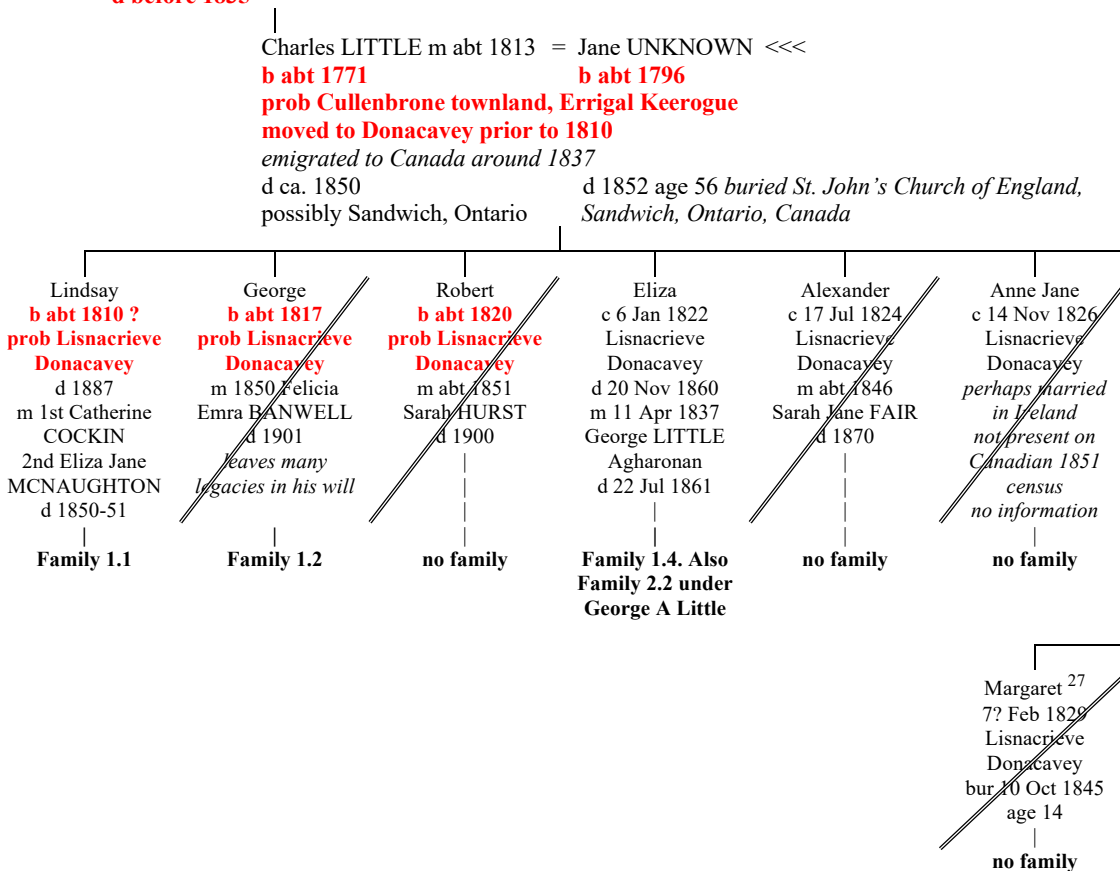 Charles LITTLE m abt 1813 = Jane UNKNOWN <<<
b abt 1771 b abt 1796
prob Cullenbrone townland, Errigal Keerogue
moved to Donacavey prior to 1810
emigrated to Canada around 1837
d ca. 1850 d 1852 age 56 buried St. John’s Church of England,
possibly Sandwich, Ontario Sandwich, Ontario, Canada
Lindsay
b abt 1810 ?
prob Lisnacrieve
Donacavey
d 1887
m 1st Catherine
COCKIN
2nd Eliza Jane
MCNAUGHTON
d 1850-51
Family 1.1
George
b abt 1817
prob Lisnacrieve
Donacavey
m 1850 Felicia
Emra BANWELL
d 1901
leaves many
legacies in his will
Family 1.2
Robert
b abt 1820
prob Lisnacrieve
Donacavey
m abt 1851
Sarah HURST
d 1900
no family
Eliza
c 6 Jan 1822
Lisnacrieve
Donacavey
d 20 Nov 1860
m 11 Apr 1837
George LITTLE
Agharonan
d 22 Jul 1861
Family 1.4. Also
Family 2.2 under
George A Little
Alexander
c 17 Jul 1824
Lisnacrieve
Donacavey
m abt 1846
Sarah Jane FAIR
d 1870
no family
Anne Jane
c 14 Nov 1826
Lisnacrieve
Donacavey
perhaps married
in Ireland
not present on
Canadian 1851
census
no information
no family
Margaret 27
7? Feb 1829
Lisnacrieve
Donacavey
bur 10 Oct 1845
age 14
no family